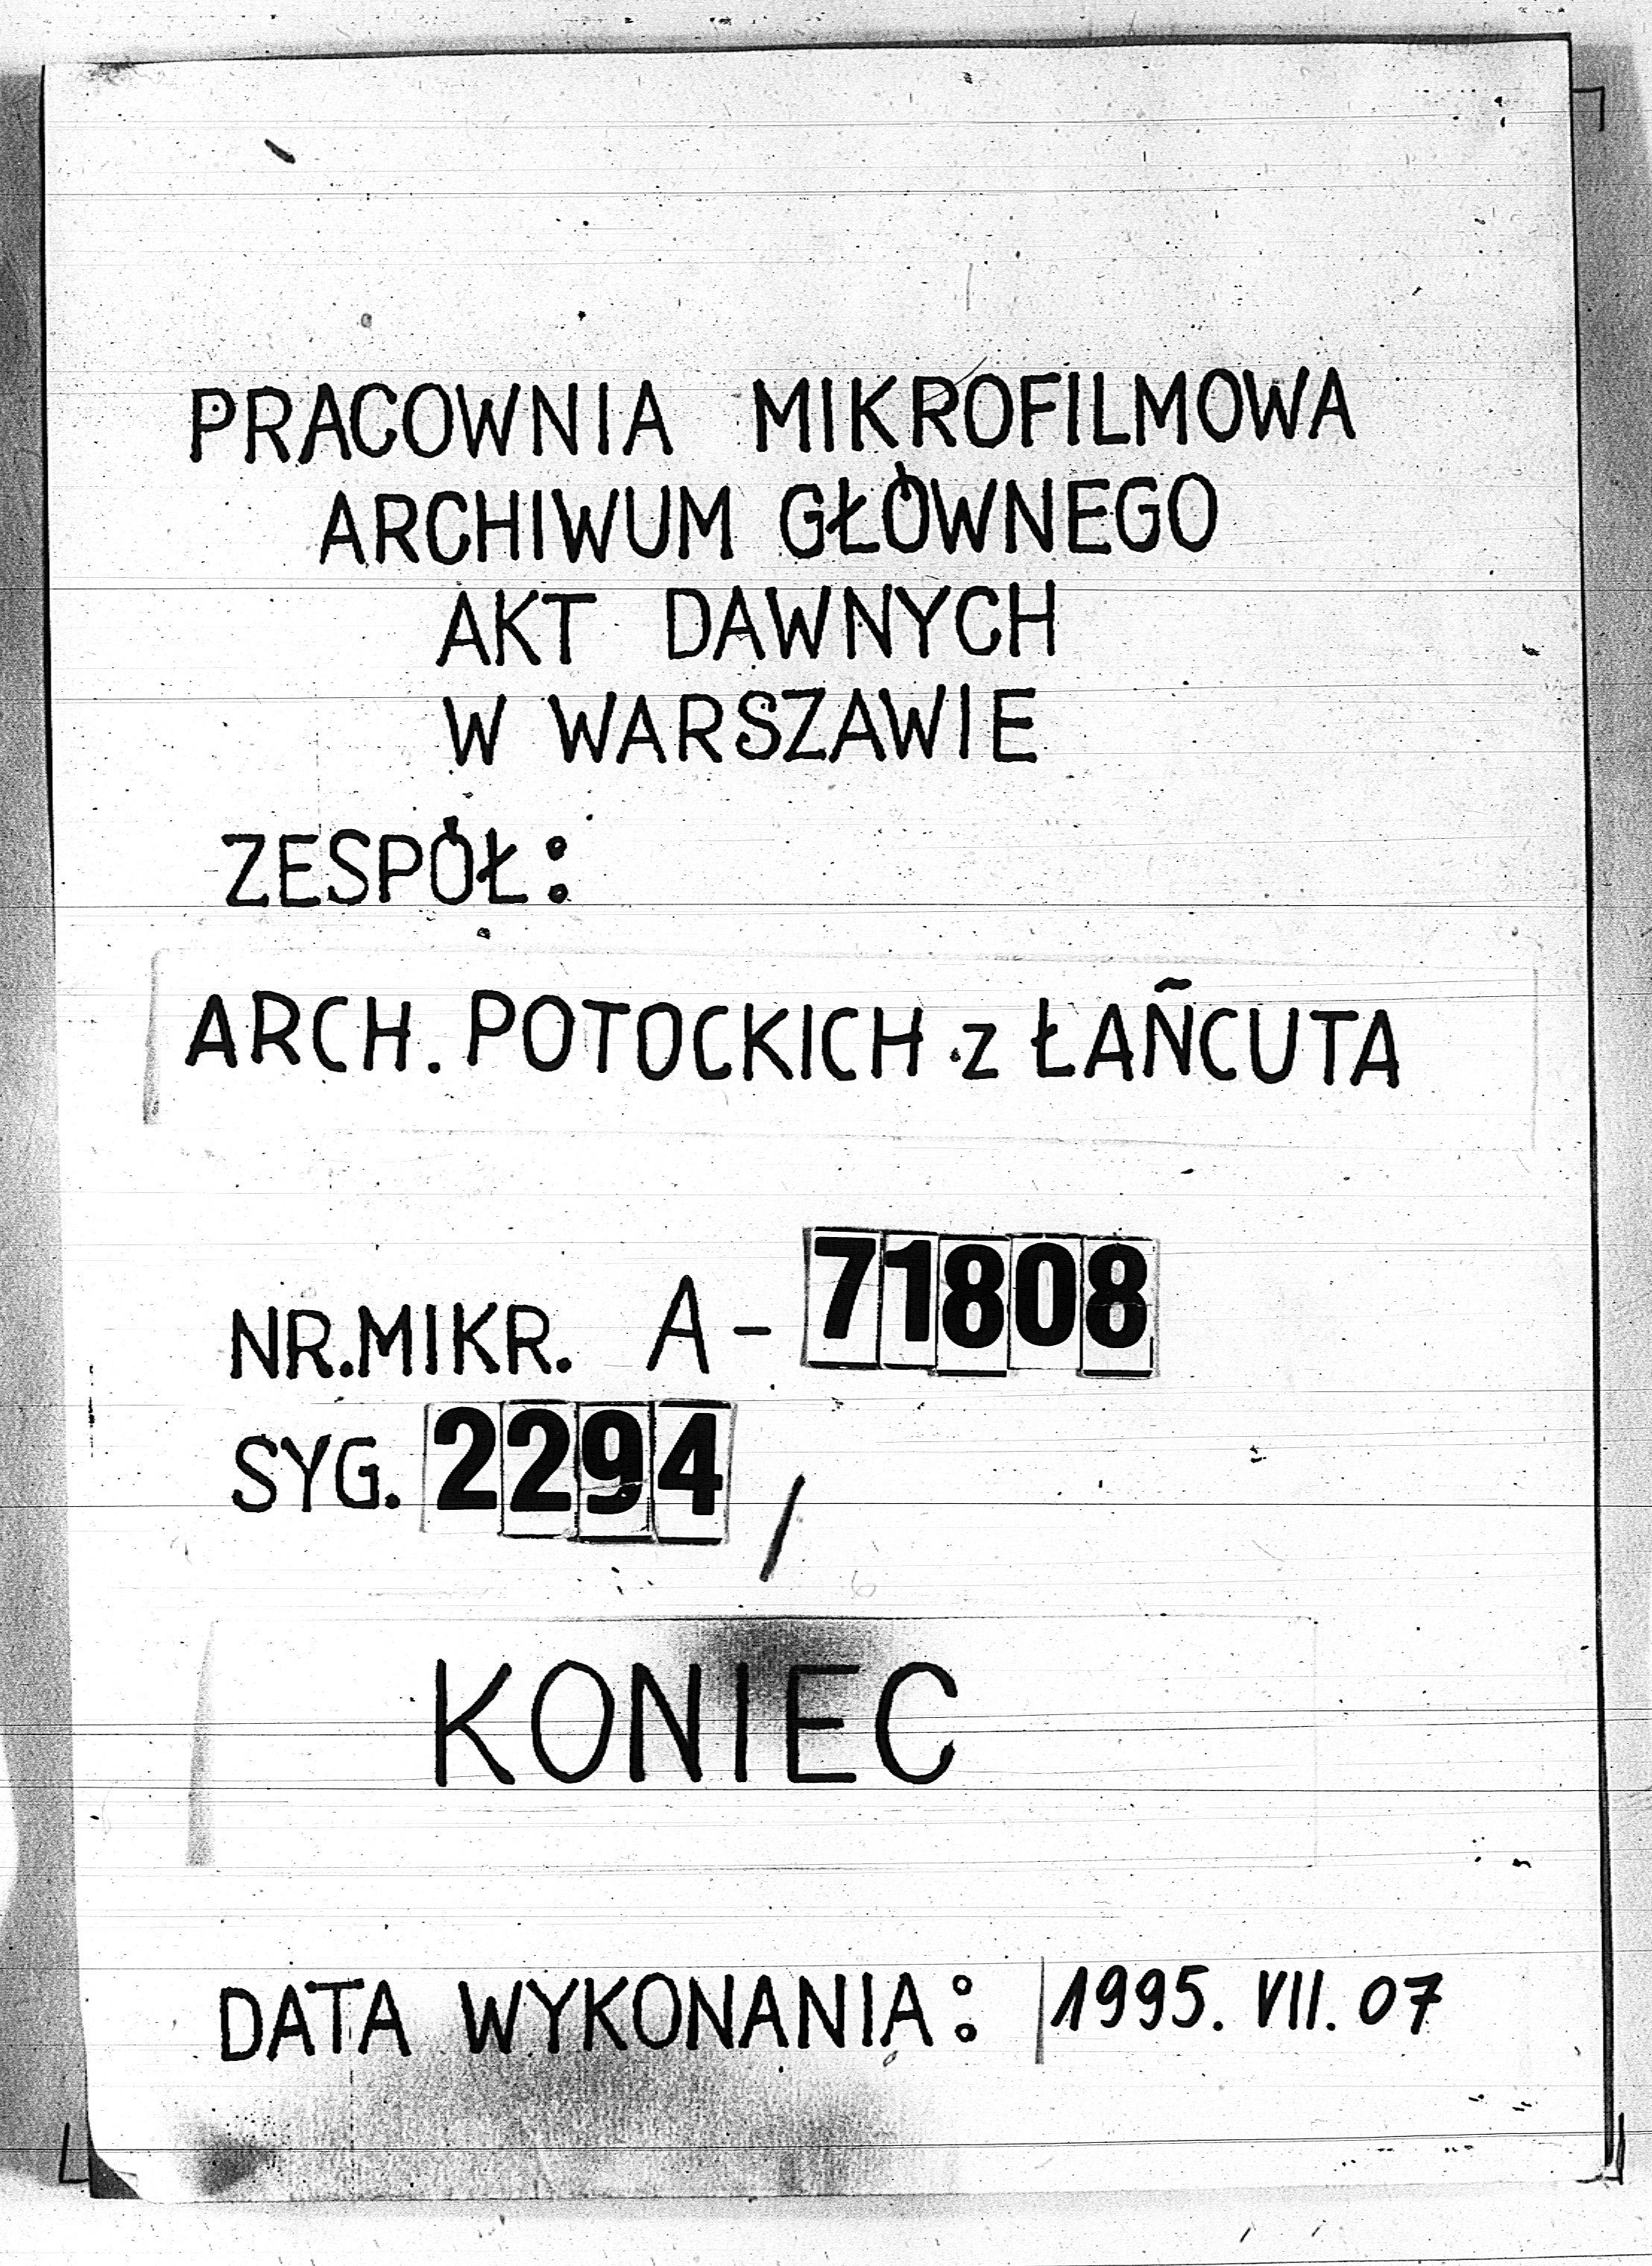 PRACOWNIA MIKROFILMOWA
ARCHIWUM GŁÓWNEGO
AKT DAWNYCH
W WARSZAWIE
ZESPÓŁ:
ARCH. POTOCKICH z ŁAŃCUTA
NR.MIKR. A-71808
SYG. 2294/
KONIEC
DATA WYKONANIA: 1995. VII. 07